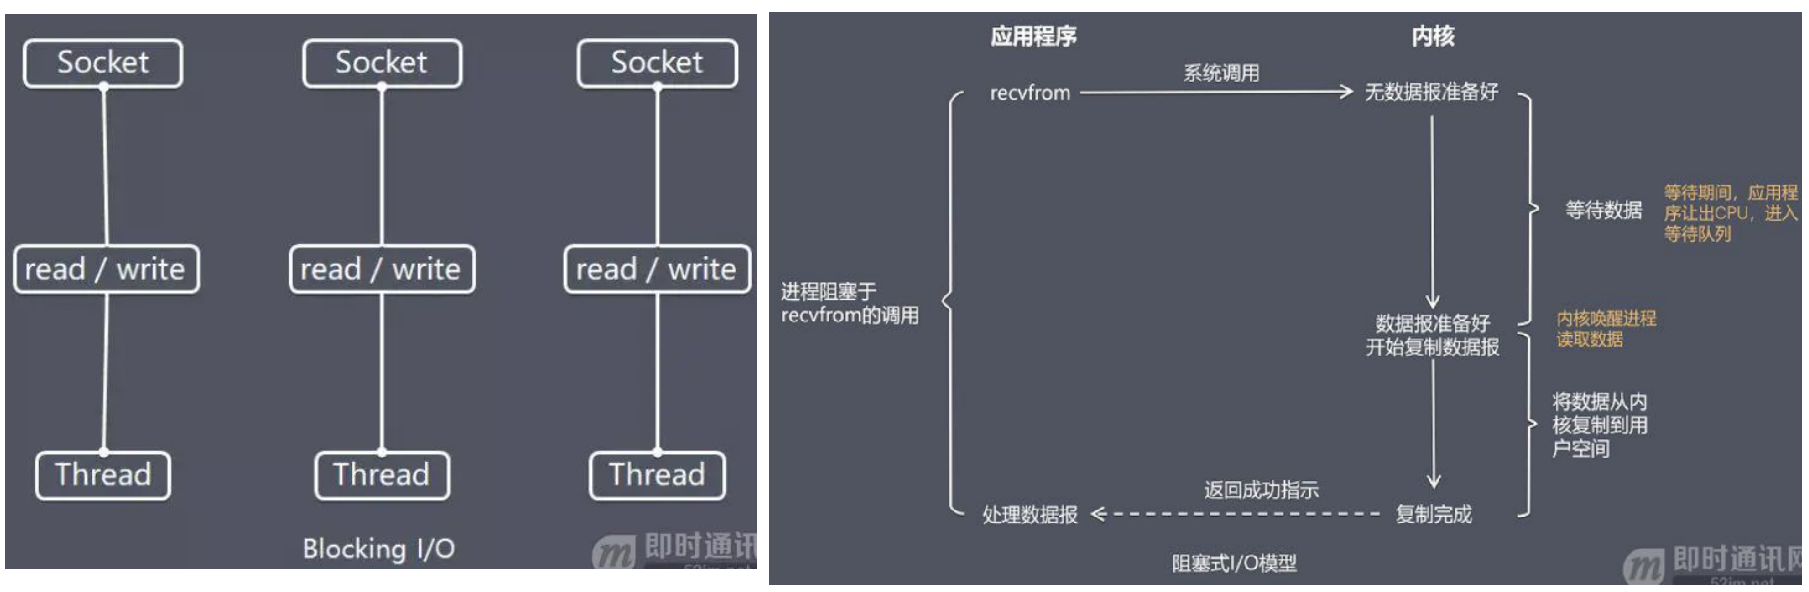 Socket
Socket
Socket
read / write
read / write
read / write
Thread
Thread
Thread
Blocking I/O
即时通讯
应用程序
内核
系统调用
recvfrom
无数据报准备好
等待数据
等待期间，应用程
序让出CPU，进入
等待队列
进程阻塞于
recvfrom的调用
数据报准备好
开始复制数据报
内核唤醒进程
读取数据
将数据从内
核复制到用
户空间
返回成功指示
处理数据报
复制完成
阻塞式I/O模型
即时通讯网
52im.net